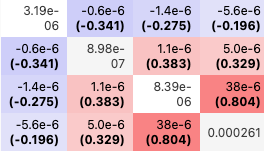 3.19e- -0.6e-6 -1.4e-6 -5.6e-6
06 (-0.341) (-0.275) (-0.196)
-0.6e-6 8.98e- 1.1e-6 5.0e-6
(-0.341) 07 (0.383) (0.329)
-1.4e-6 1.1e-6 8.39e- 38e-6
(-0.275) (0.383) 06 (0.804)
-5.6e-6 5.0e-6 38e-6 0.000261
(-0.196) (0.329) (0.804)